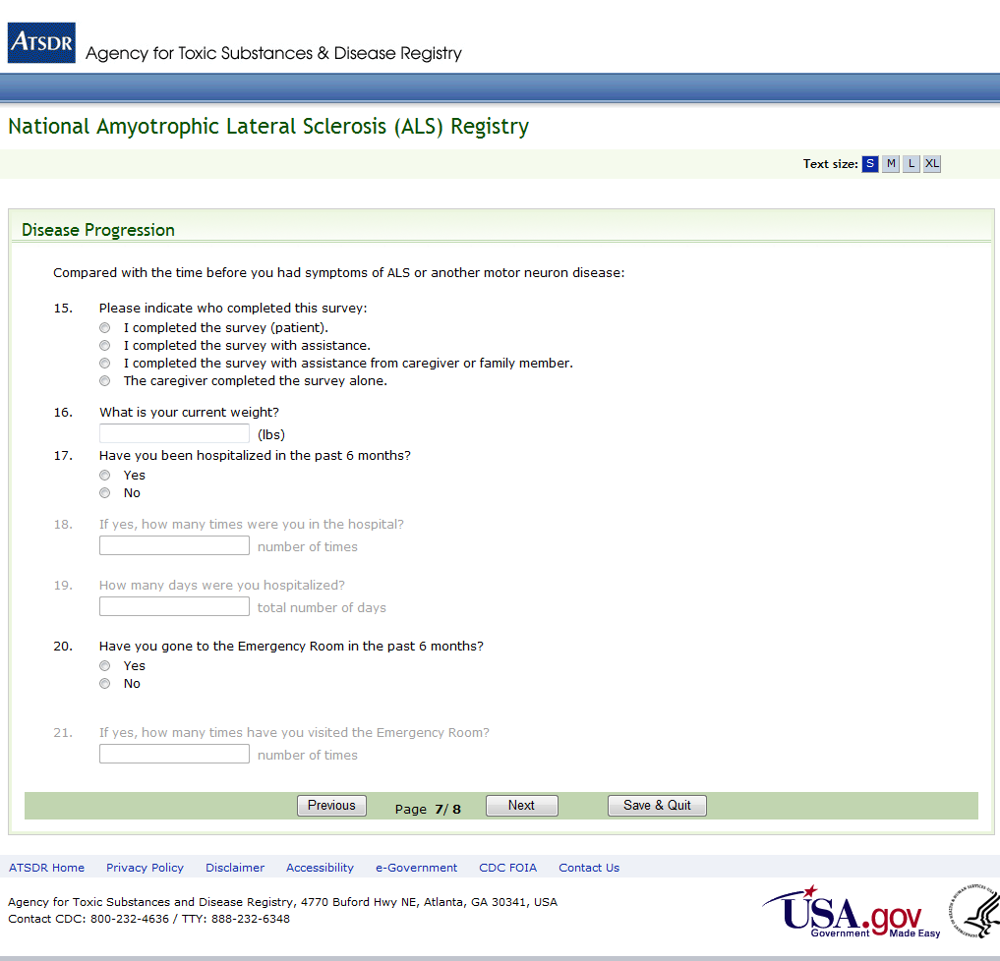 ATSDR
Agency for Toxic Substances & Disease Registry
National Amyotrophic Lateral Sclerosis (ALS) Registry
Text size: S M L XL
Disease Progression
Compared with the time before you had symptoms of ALS or another motor neuron disease:
15. Please indicate who completed this survey:
I completed the survey (patient).
I completed the survey with assistance.
I completed the survey with assistance from caregiver or family member.
The caregiver completed the survey alone.
16. What is your current weight?
(lbs)
17. Have you been hospitalized in the past 6 months?
Yes
No
18. If yes, how many times were you in the hospital?
number of times
19. How many days were you hospitalized?
total number of days
20. Have you gone to the Emergency Room in the past 6 months?
Yes
No
21. If yes, how many times have you visited the Emergency Room?
number of times
Previous Page 7/ 8 Next Save & Quit
ATSDR Home Privacy Policy Disclaimer Accessibility e-Government CDC FOIA Contact Us
Agency for Toxic Substances and Disease Registry, 4770 Buford Hwy NE, Atlanta, GA 30341, USA
Contact CDC: 800-232-4636 / TTY: 888-232-6348
USA.gov
Government Made Easy